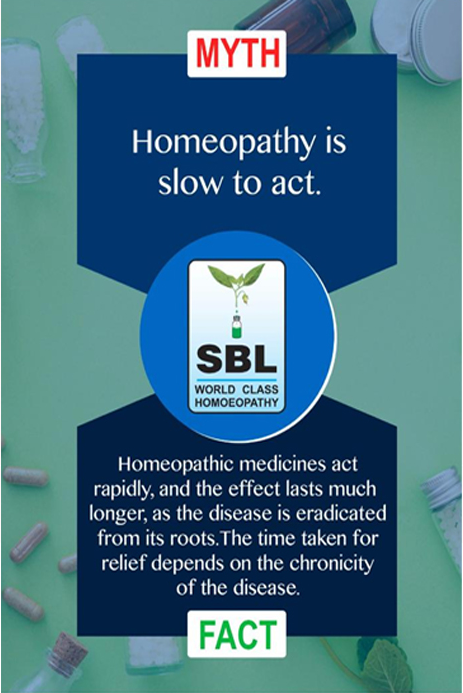 MYTH
Homeopathy is
slow to act.
SBL
WORLD CLASS
HOMOEOPATHY
Homeopathic medicines act
rapidly, and the effect lasts much
longer, as the disease is eradicated
from its roots.The time taken for
relief depends on the chronicity
of the disease.
FACT